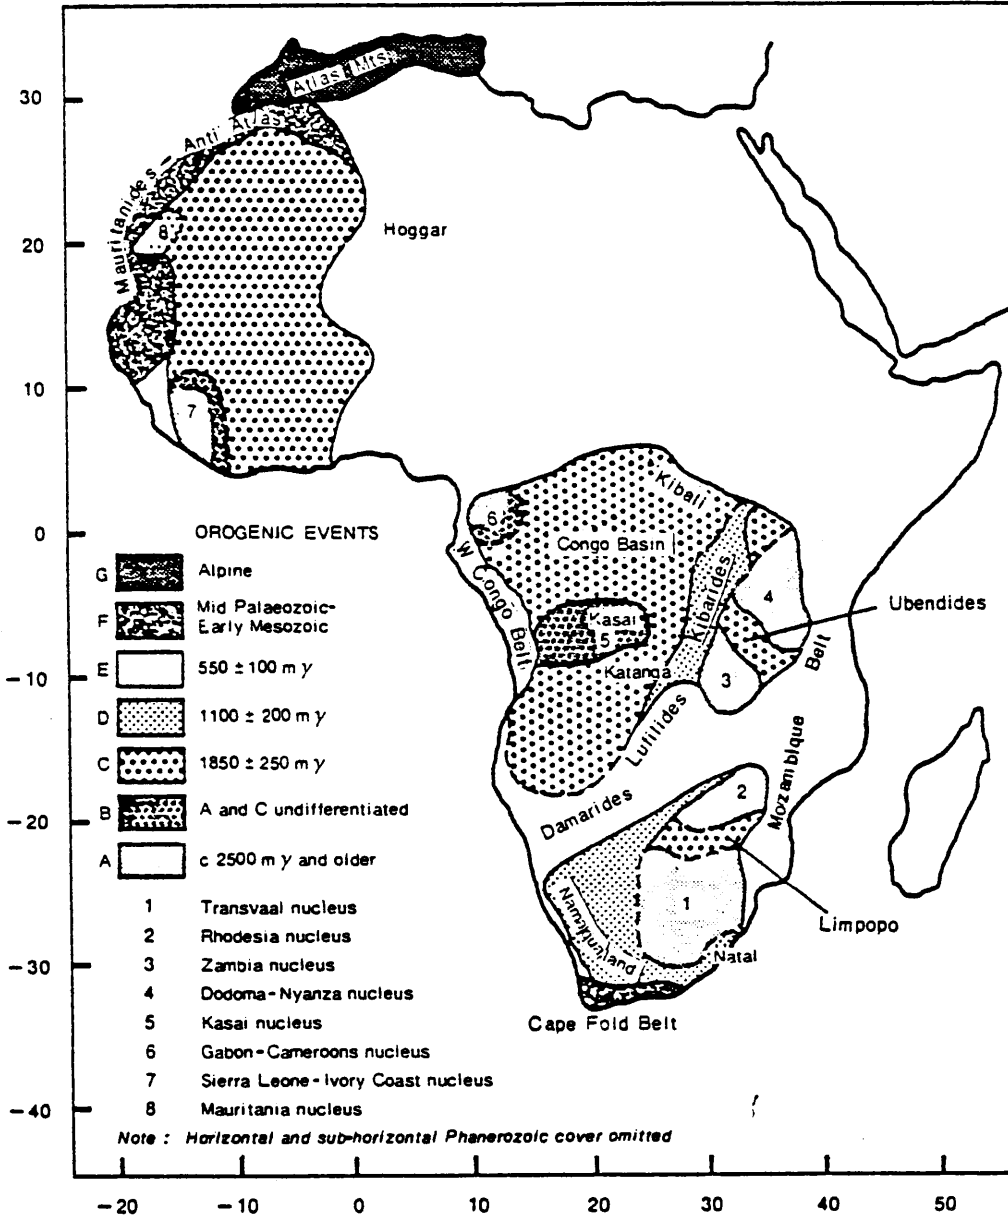 30
20
10
0
−10
−20
−30
−40
−20
−10
0
10
20
30
40
50
Atlas Mts
Anti Atlas
Mauritanides −
8
Hoggar
7
Kibali
6
Congo Basin
W Congo Belt
Kibarides
4
Ubendides
Kasai
5
Belt
Katanga
3
Lufilides
Mozambique
Damarides
2
1
Limpopo
Namaqualand
Natal
Cape Fold Belt
OROGENIC EVENTS
G Alpine
F Mid Palaeozoic-
Early Mesozoic
E 550 ± 100 m γ
D 1100 ± 200 m γ
C 1850 ± 250 m γ
B A and C undifferentiated
A c 2500 m γ and older
1 Transvaal nucleus
2 Rhodesia nucleus
3 Zambia nucleus
4 Dodoma-Nyanza nucleus
5 Kasai nucleus
6 Gabon-Cameroons nucleus
7 Sierra Leone-Ivory Coast nucleus
8 Mauritania nucleus
Note : Horizontal and sub-horizontal Phanerozoic cover omitted